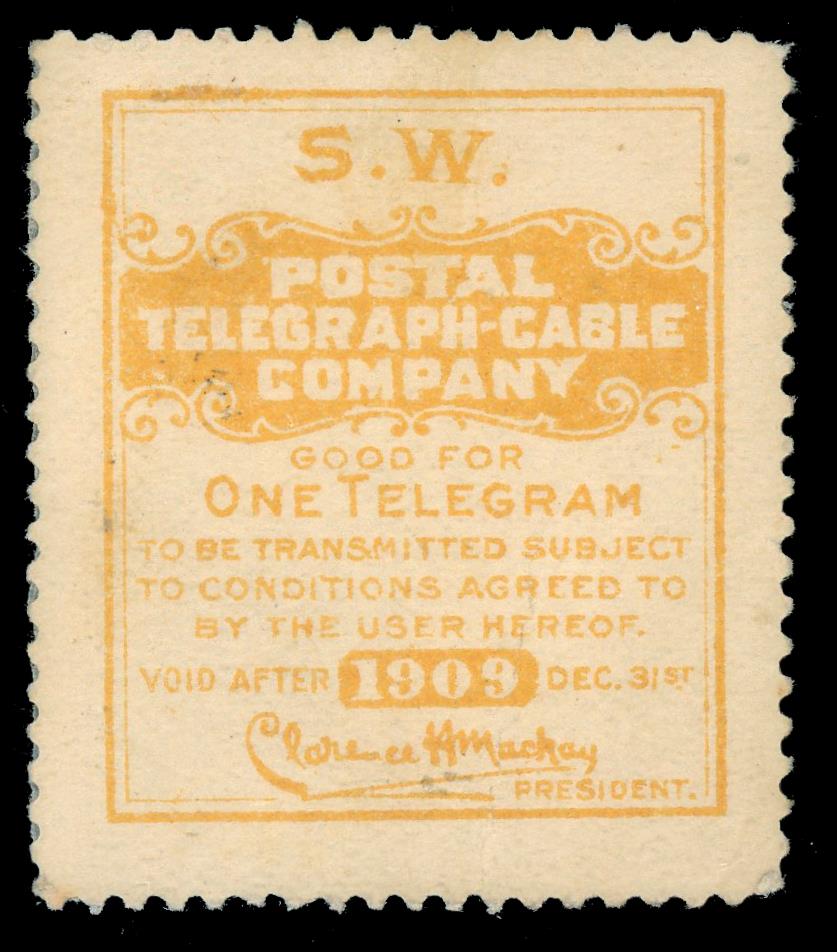 S.W.
POSTAL
TELEGRAPH-CABLE
COMPANY
GOOD FOR
ONE TELEGRAM
TO BE TRANSMITTED SUBJECT
TO CONDITIONS AGREED TO
BY THE USER HEREOF.
VOID AFTER 1909 DEC. 31ST
Clarence H Mackay
PRESIDENT.